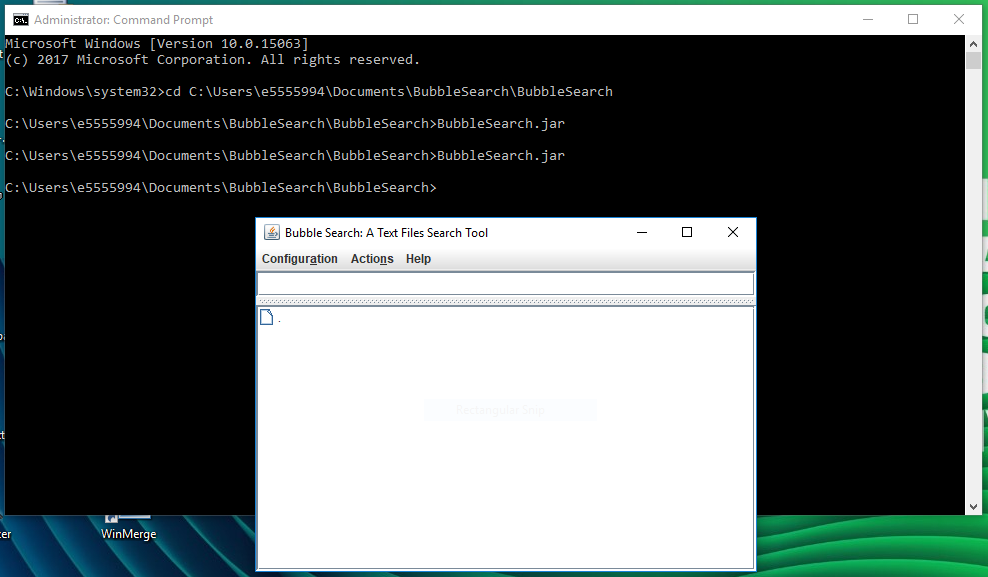 Administrator: Command Prompt
Microsoft Windows [Version 10.0.15063]
(c) 2017 Microsoft Corporation. All rights reserved.
C:\Windows\system32>cd C:\Users\e5555994\Documents\BubbleSearch\BubbleSearch
C:\Users\e5555994\Documents\BubbleSearch\BubbleSearch>BubbleSearch.jar
C:\Users\e5555994\Documents\BubbleSearch\BubbleSearch>BubbleSearch.jar
C:\Users\e5555994\Documents\BubbleSearch\BubbleSearch>
Bubble Search: A Text Files Search Tool
Configuration Actions Help
.
Rectangular Snip
WinMerge